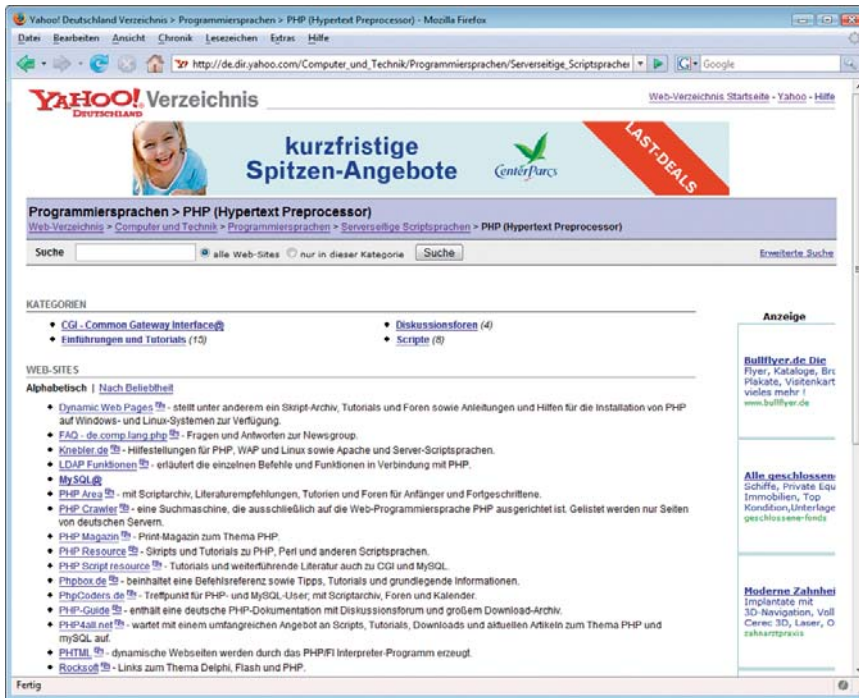 Yahoo! Deutschland Verzeichnis > Programmiersprachen > PHP (Hypertext Preprocessor) - Mozilla Firefox
Datei Bearbeiten Ansicht Chronik Lesezeichen Extras Hilfe
http://de.dir.yahoo.com/Computer_und_Technik/Programmiersprachen/Serverseitige_Scriptsprachen
Google
YAHOO! Verzeichnis
DEUTSCHLAND
Web-Verzeichnis Startseite - Yahoo - Hilfe
kurzfristige
Spitzen-Angebote
CenterParcs
LAST-DEALS
Programmiersprachen > PHP (Hypertext Preprocessor)
Web-Verzeichnis > Computer und Technik > Programmiersprachen > Serverseitige Scriptsprachen > PHP (Hypertext Preprocessor)
Suche alle Web-Sites nur in dieser Kategorie Suche Erweiterte Suche
KATEGORIEN
CGI - Common Gateway Interface@
Einführungen und Tutorials (15)
Diskussionsforen (4)
Scripte (8)
WEB-SITES
Alphabetisch | Nach Beliebtheit
Dynamic Web Pages - stellt unter anderem ein Skript-Archiv, Tutorials und Foren sowie Anleitungen und Hilfen für die Installation von PHP
auf Windows- und Linux-Systemen zur Verfügung.
FAQ - de.comp.lang.php - Fragen und Antworten zur Newsgroup.
Knebler.de - Hilfestellungen für PHP, WAP und Linux sowie Apache und Server-Scriptsprachen.
LDAP Funktionen - erläutert die einzelnen Befehle und Funktionen in Verbindung mit PHP.
MySQL@
PHP Area - mit Scriptarchiv, Literaturempfehlungen, Tutorien und Foren für Anfänger und Fortgeschrittene.
PHP Crawler - eine Suchmaschine, die ausschließlich auf die Web-Programmiersprache PHP ausgerichtet ist. Gelistet werden nur Seiten
von deutschen Servern.
PHP Magazin - Print-Magazin zum Thema PHP.
PHP Resource - Skripts und Tutorials zu PHP, Perl und anderen Scriptsprachen.
PHP Script resource - Tutorials und weiterführende Literatur auch zu CGI und MySQL.
Phpbox.de - beinhaltet eine Befehlsreferenz sowie Tipps, Tutorials und grundlegende Informationen.
PhpCoders.de - Treffpunkt für PHP- und MySQL-User; mit Scriptarchiv, Foren und Kalender.
PHP-Guide - enthält eine deutsche PHP-Dokumentation mit Diskussionsforum und großem Download-Archiv.
PHP4all.net - wartet mit einem umfangreichen Angebot an Scripts, Tutorials, Downloads und aktuellen Artikeln zum Thema PHP und
mySQL auf.
PHTML - dynamische Webseiten werden durch das PHP/FI Interpreter-Programm erzeugt.
Rocksoft - Links zum Thema Delphi, Flash und PHP.
Anzeige
Bullflyer.de Die
Flyer, Kataloge, Bro
Plakate, Visitenkart
vieles mehr !
www.bullflyer.de
Alle geschlossen
Schiffe, Private Equ
Immobilien, Top
Kondition,Unterlage
geschlossene-fonds
Moderne Zahnhei
Implantate mit
3D-Navigation, Voll
Cerec 3D, Laser, O
zahnarztpraxis
Fertig